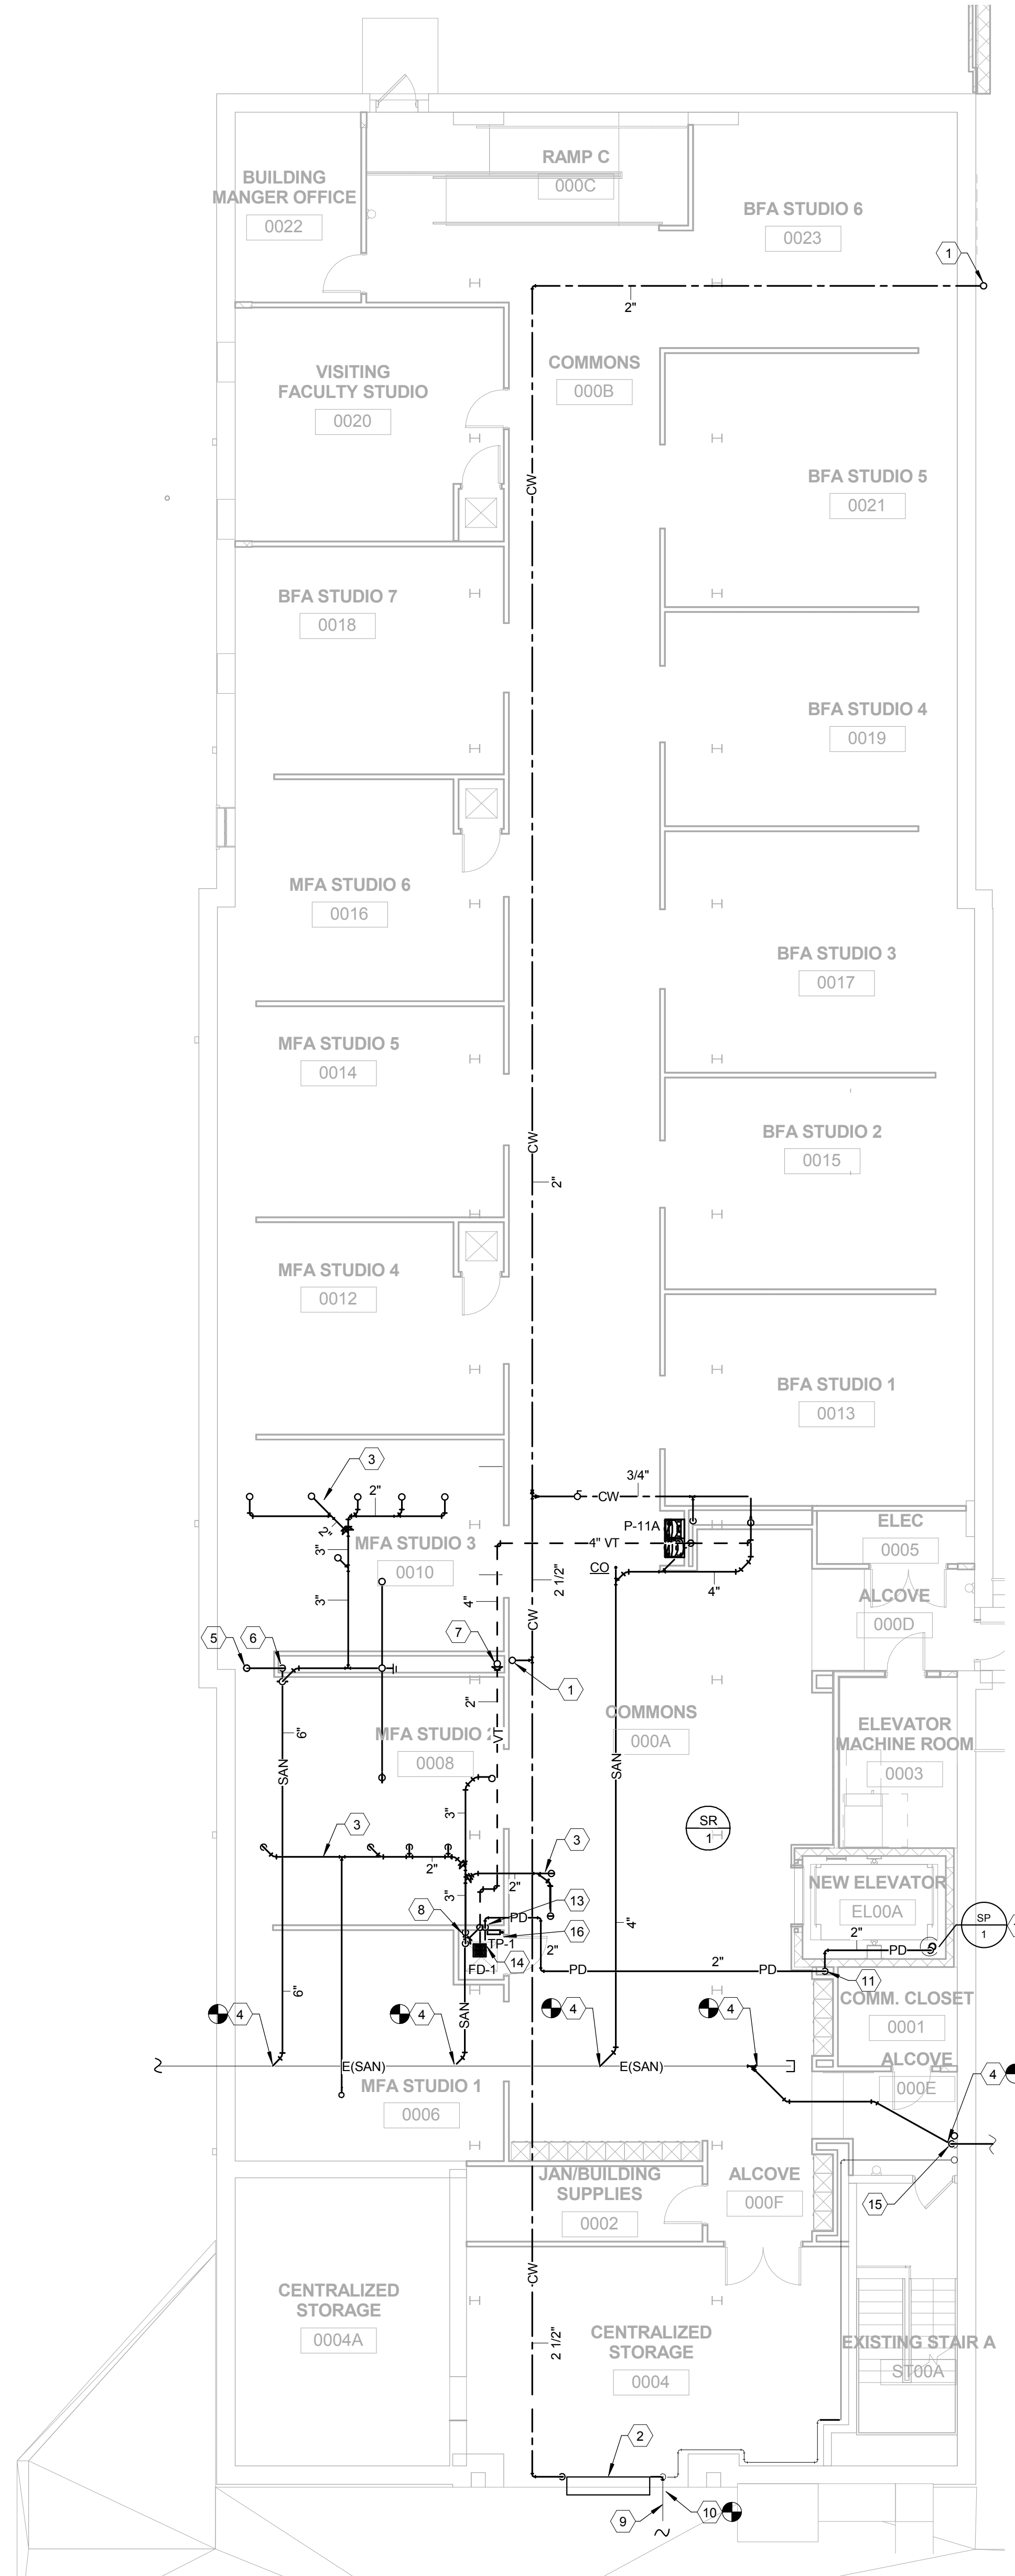 RAMP C
000C
BUILDING
MANGER OFFICE
0022
BFA STUDIO 6
0023
1
2"
VISITING
FACULTY STUDIO
0020
COMMONS
000B
BFA STUDIO 5
0021
CW
BFA STUDIO 7
0018
BFA STUDIO 4
0019
MFA STUDIO 6
0016
BFA STUDIO 3
0017
MFA STUDIO 5
0014
CW
2"
BFA STUDIO 2
0015
MFA STUDIO 4
0012
BFA STUDIO 1
0013
3
2"
2"
3"
3"
MFA STUDIO 3
0010
3/4"
CW
P-11A
4" VT
CO
4"
4"
2 1/2"
CW
ELEC
0005
ALCOVE
000D
5
6
7
1
2"
VT
6"
SAN
MFA STUDIO 2
0008
COMMONS
000A
SAN
ELEVATOR
MACHINE ROOM
0003
SR
1
3
3"
2"
3"
3
2"
8
13
PD
16
TP-1
14
FD-1
2"
4"
PD
2"
PD
11
NEW ELEVATOR
EL00A
2"
PD
SP
1
COMM. CLOSET
0001
6"
SAN
4
4
4
4
E(SAN)
E(SAN)
ALCOVE
000E
4
MFA STUDIO 1
0006
15
JAN/BUILDING
SUPPLIES
0002
ALCOVE
000F
CW
CENTRALIZED
STORAGE
0004A
2 1/2"
CENTRALIZED
STORAGE
0004
EXISTING STAIR A
ST00A
2
9
10